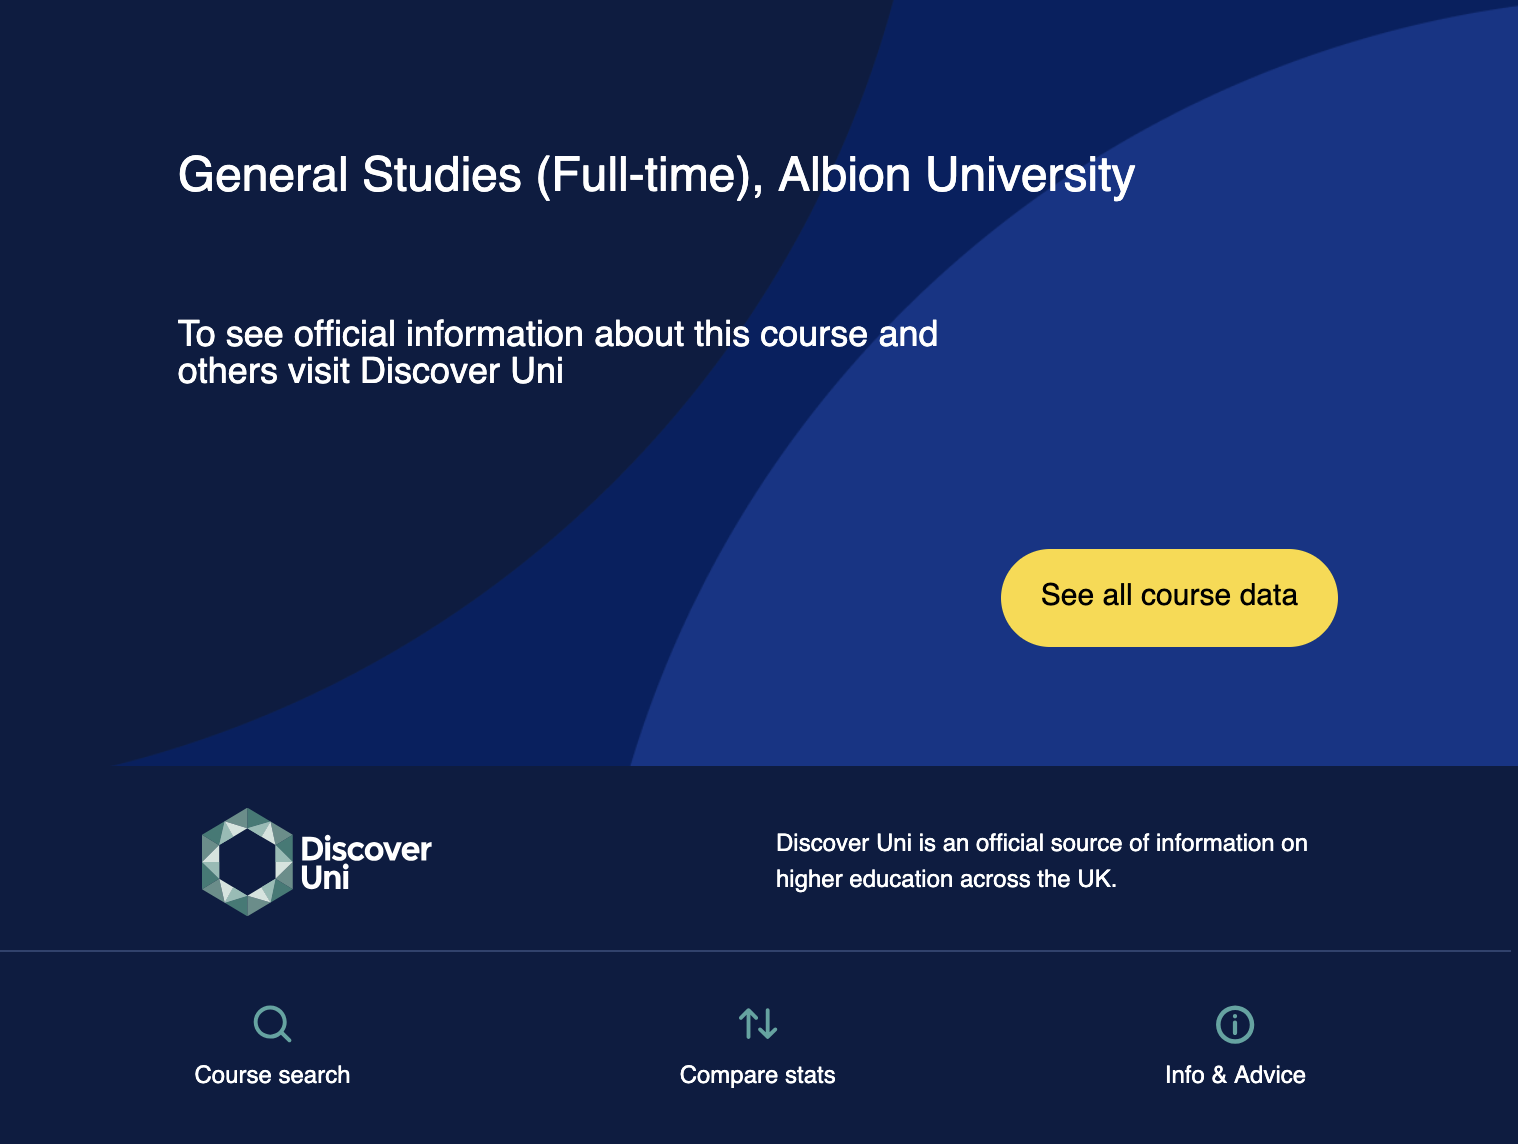 General Studies (Full-time), Albion University
To see official information about this course and
others visit Discover Uni
See all course data
Discover
Uni
Discover Uni is an official source of information on
higher education across the UK.
Course search
Compare stats
Info & Advice